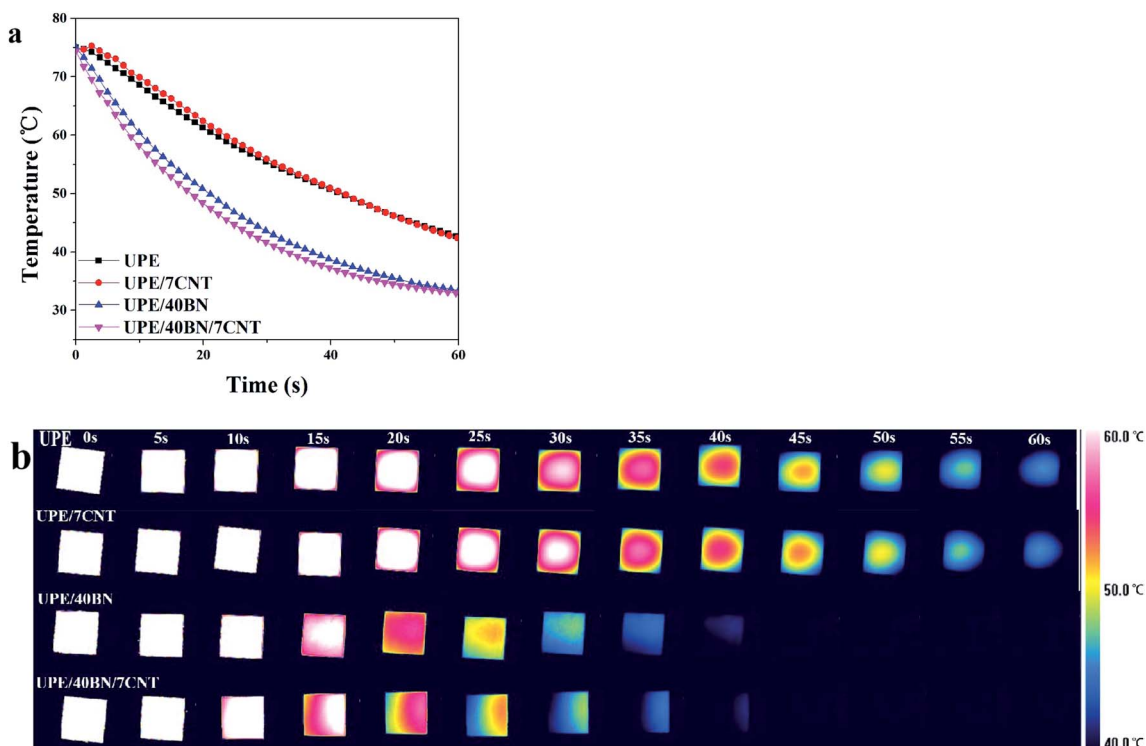 a
80
70
60
50
40
30
Temperature (℃)
UPE
UPE/7CNT
UPE/40BN
UPE/40BN/7CNT
0 20 40 60
Time (s)
b
UPE 0s 5s 10s 15s 20s 25s 30s 35s 40s 45s 50s 55s 60s
60.0 ℃
UPE/7CNT
50.0 ℃
UPE/40BN
UPE/40BN/7CNT
40.0 ℃